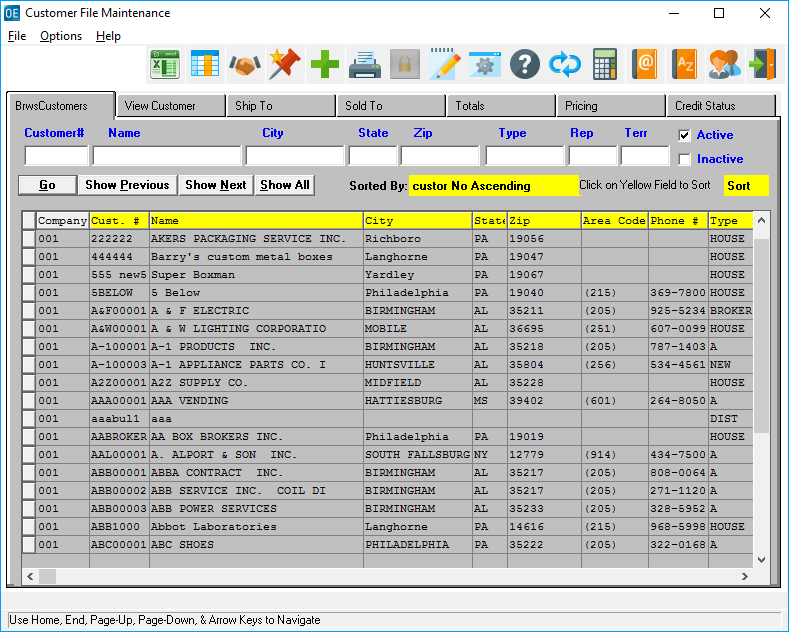 OE Customer File Maintenance
File Options Help
BrwsCustomers View Customer Ship To Sold To Totals Pricing Credit Status
Customer# Name City State Zip Type Rep Terr Active
Inactive
Go Show Previous Show Next Show All Sorted By: custor No Ascending Click on Yellow Field to Sort Sort
Company Cust. # Name City State Zip Area Code Phone # Type
001 222222 AKERS PACKAGING SERVICE INC. Richboro PA 19056 HOUSE
001 444444 Barry's custom metal boxes Langhorne PA 19047 HOUSE
001 555 new5 Super Boxman Yardley PA 19067 HOUSE
001 5BELOW 5 Below Philadelphia PA 19040 (215) 369-7800 HOUSE
001 A&F00001 A & F ELECTRIC BIRMINGHAM AL 35211 (205) 925-5234 BROKER
001 A&W00001 A & W LIGHTING CORPORATIO MOBILE AL 36695 (251) 607-0099 HOUSE
001 A-100001 A-1 PRODUCTS INC. BIRMINGHAM AL 35218 (205) 787-1403 A
001 A-100003 A-1 APPLIANCE PARTS CO. I HUNTSVILLE AL 35804 (256) 534-4561 NEW
001 A2Z00001 A2Z SUPPLY CO. MIDFIELD AL 35228 HOUSE
001 AAA00001 AAA VENDING HATTIESBURG MS 39402 (601) 264-8050 A
001 aaabul1 aaa DIST
001 AABROKER AA BOX BROKERS INC. Philadelphia PA 19019 HOUSE
001 AAL00001 A. ALPORT & SON INC. SOUTH FALLSBURG NY 12779 (914) 434-7500 A
001 ABB00001 ABBA CONTRACT INC. BIRMINGHAM AL 35217 (205) 808-0064 A
001 ABB00002 ABB SERVICE INC. COIL DI BIRMINGHAM AL 35217 (205) 271-1120 A
001 ABB00003 ABB POWER SERVICES BIRMINGHAM AL 35233 (205) 328-5952 A
001 ABB1000 Abbot Laboratories Langhorne PA 14616 (215) 968-5998 HOUSE
001 ABC00001 ABC SHOES PHILADELPHIA PA 35222 (205) 322-0168 A
Use Home, End, Page-Up, Page-Down, & Arrow Keys to Navigate